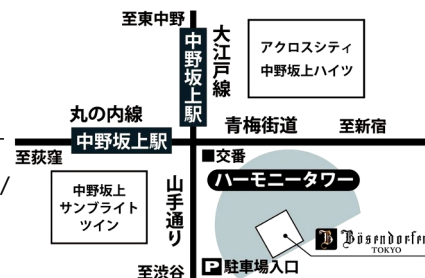 至東中野
中野坂上駅
大江戸線
アクロスシティ
中野坂上ハイツ
丸の内線
中野坂上駅
青梅街道
至新宿
至荻窪
■交番
ハーモニータワー
中野坂上
サンブライト
ツイン
山手通り
B Bösendorfer
TOKYO
至渋谷
P駐車場入口